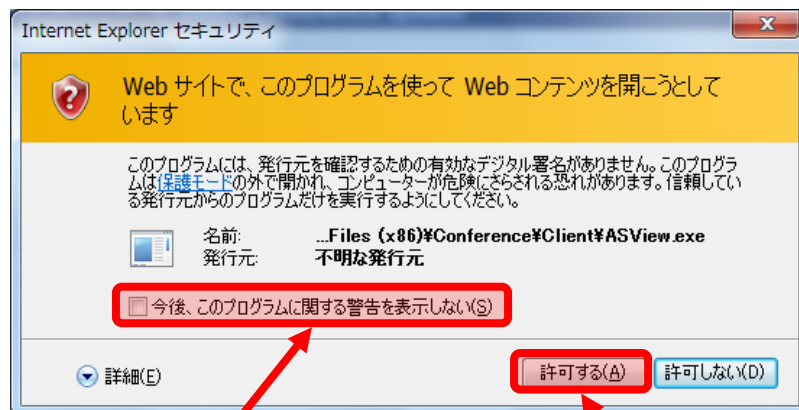 Internet Explorer セキュリティ
Web サイトで、このプログラムを使って Web コンテンツを開こうとして
います
このプログラムには、発行元を確認するための有効なデジタル署名がありません。このプログラ
ムは保護モードの外で開かれ、コンピューターが危険にさらされる恐れがあります。信頼してい
る発行元からのプログラムだけを実行するようにしてください。
名前: ...Files (x86)¥Conference¥Client¥ASView.exe
発行元: 不明な発行元
今後、このプログラムに関する警告を表示しない(S)
詳細(E) 許可する(A) 許可しない(D)